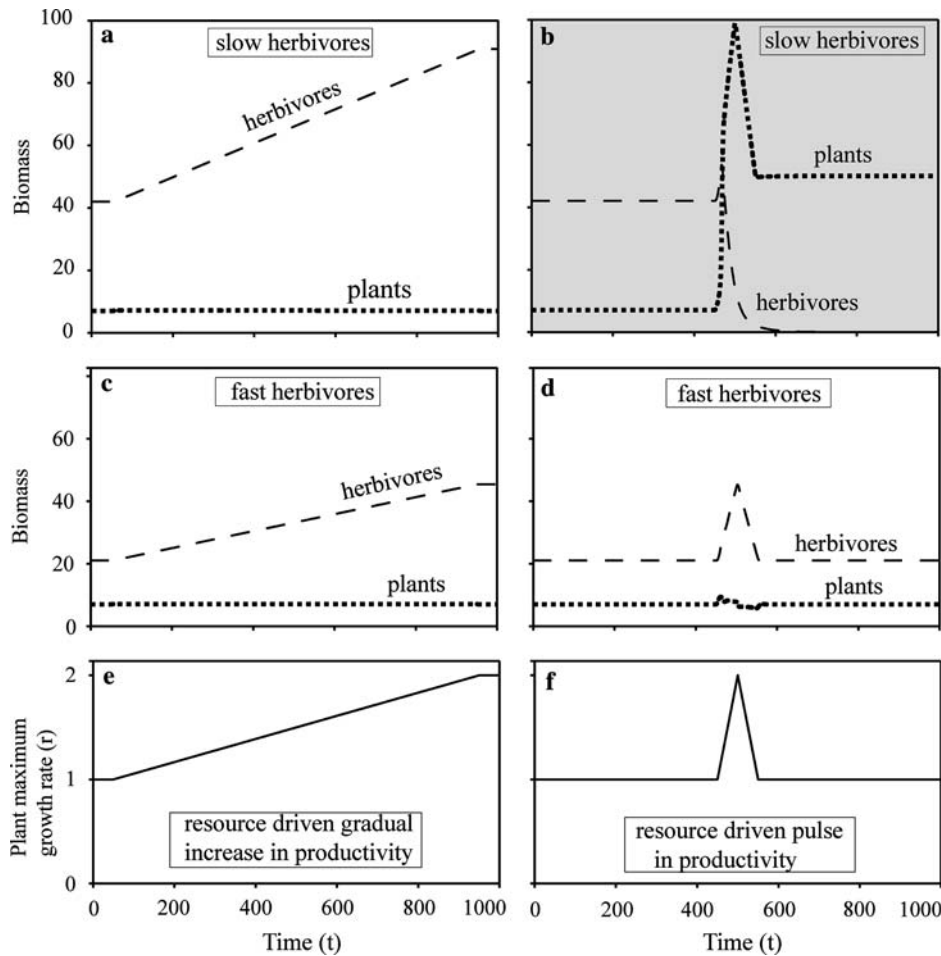 a
slow herbivores
b
slow herbivores
100
80
60
40
20
0
Biomass
herbivores
plants
plants
herbivores
c
fast herbivores
d
fast herbivores
60
40
20
0
Biomass
herbivores
plants
herbivores
plants
e
f
2
1
0
Plant maximum
growth rate (r)
resource driven gradual
increase in productivity
resource driven pulse
in productivity
0 200 400 600 800 1000
0 200 400 600 800 1000
Time (t)
Time (t)